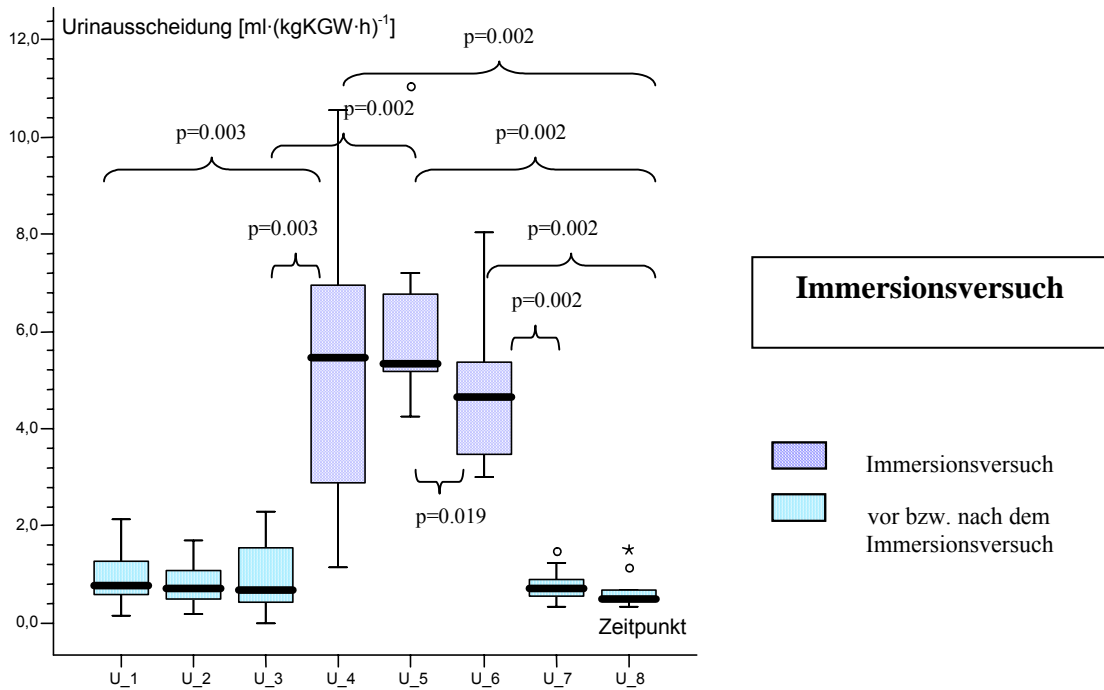 Urinausscheidung [ml·(kgKGW·h)-1]
12,0
10,0
8,0
6,0
4,0
2,0
0,0
p=0.002
p=0.002
p=0.003
p=0.002
p=0.003
p=0.002
p=0.002
p=0.019
Zeitpunkt
U_1 U_2 U_3 U_4 U_5 U_6 U_7 U_8
Immersionsversuch
Immersionsversuch
vor bzw. nach dem
Immersionsversuch